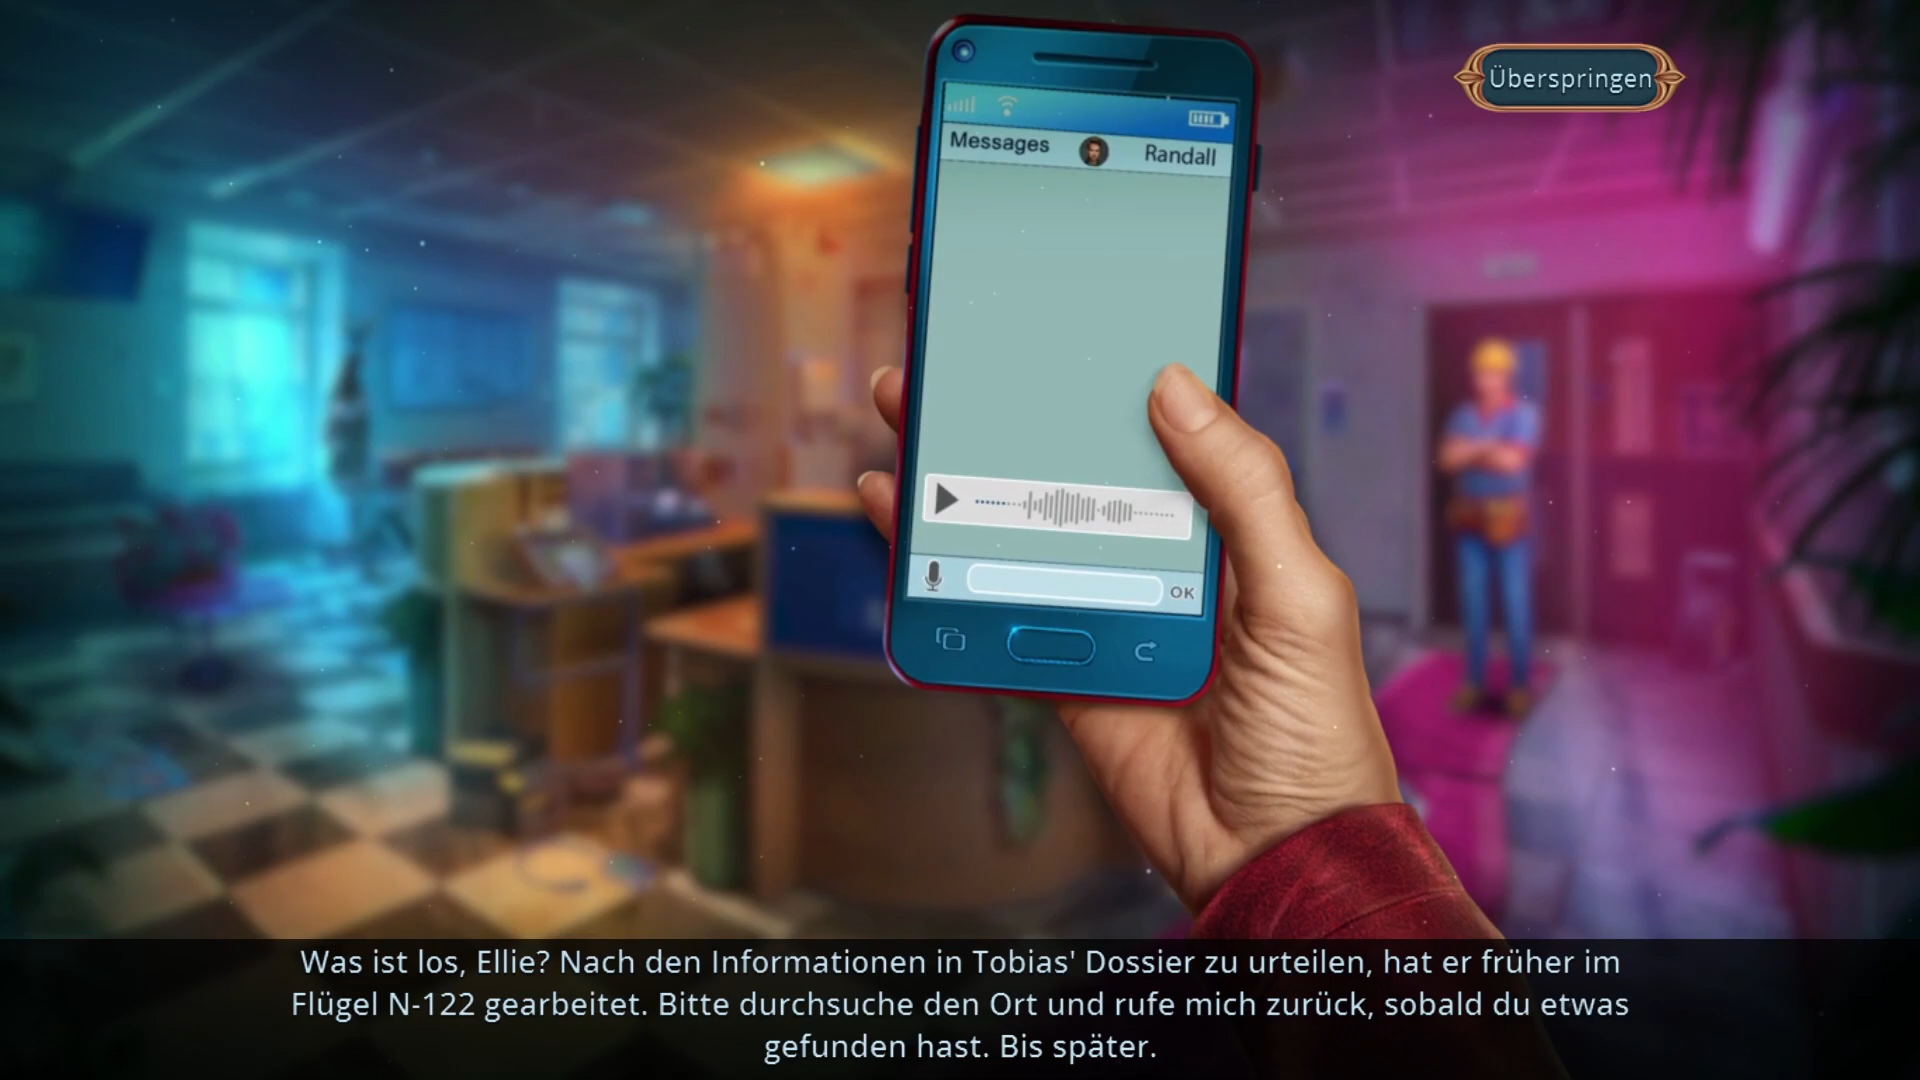 Überspringen
Messages Randall
OK
Was ist los, Ellie? Nach den Informationen in Tobias' Dossier zu urteilen, hat er früher im
Flügel N-122 gearbeitet. Bitte durchsuche den Ort und rufe mich zurück, sobald du etwas
gefunden hast. Bis später.